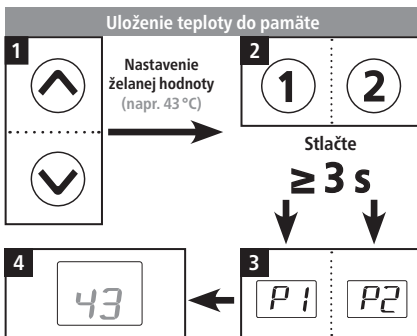 Uloženie teploty do pamäte
1
Nastavenie
želanej hodnoty
(napr. 43 °C)
2
1 2
Stlačte
≥ 3 s
4
43
3
P1 P2